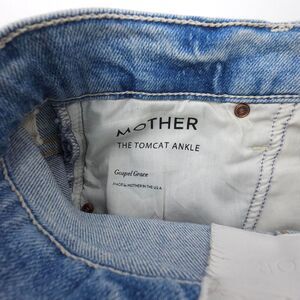 MOTHER
THE TOMCAT ANKLE
Gospel Grace
MADE by MOTHER IN THE U.S.A.